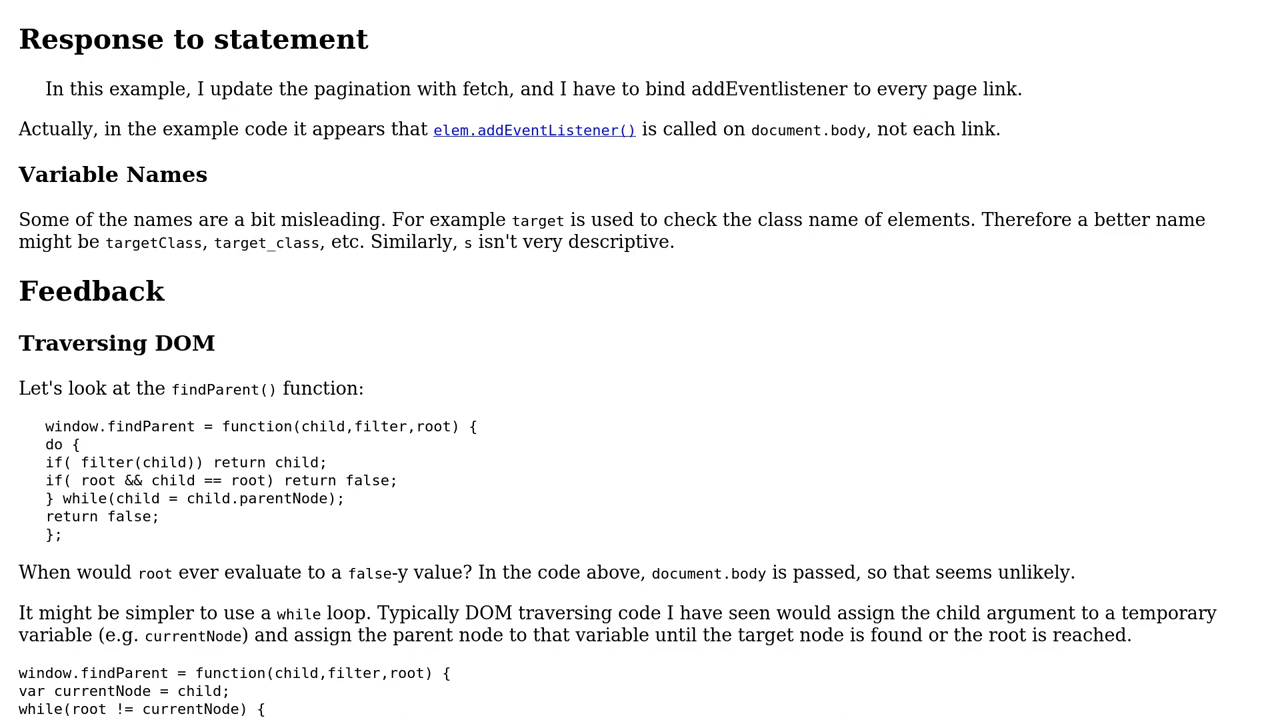 Response to statement
In this example, I update the pagination with fetch, and I have to bind addEventlistener to every page link.
Actually, in the example code it appears that elem.addEventListener() is called on document.body, not each link.
Variable Names
Some of the names are a bit misleading. For example target is used to check the class name of elements. Therefore a better name
might be targetClass, target_class, etc. Similarly, s isn't very descriptive.
Feedback
Traversing DOM
Let's look at the findParent() function:
window.findParent = function(child,filter,root) {
do {
if( filter(child)) return child;
if( root && child == root) return false;
} while(child = child.parentNode);
return false;
};
When would root ever evaluate to a false-y value? In the code above, document.body is passed, so that seems unlikely.
It might be simpler to use a while loop. Typically DOM traversing code I have seen would assign the child argument to a temporary
variable (e.g. currentNode) and assign the parent node to that variable until the target node is found or the root is reached.
window.findParent = function(child,filter,root) {
var currentNode = child;
while(root != currentNode) {